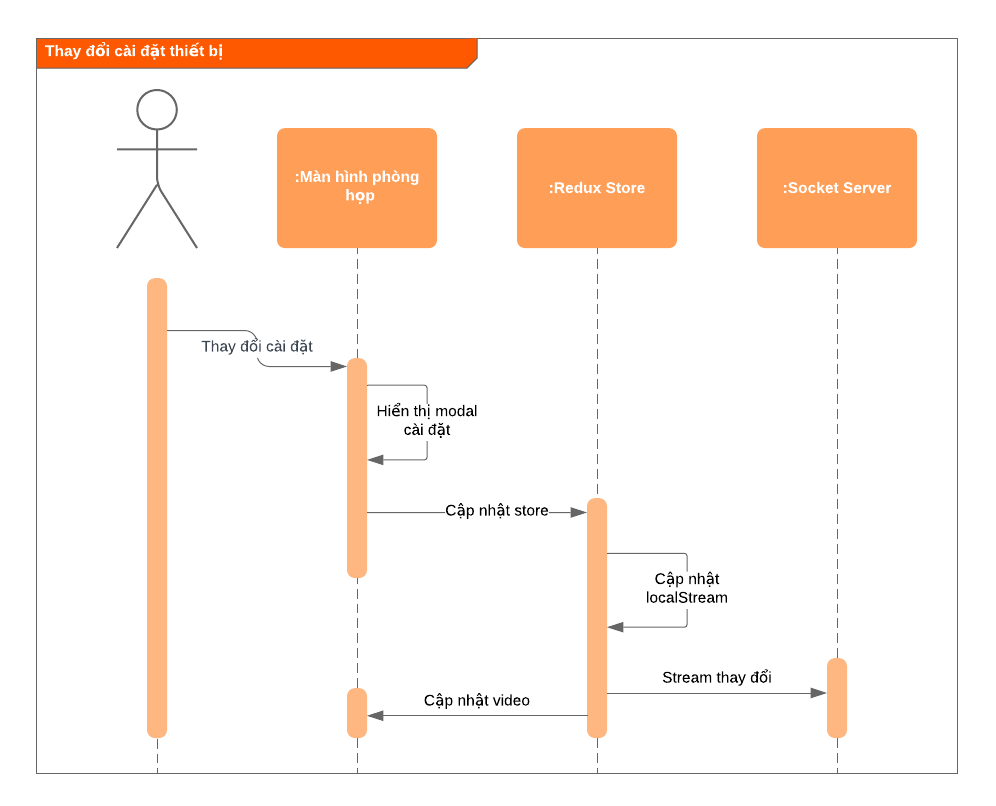 Thay đổi cài đặt thiết bị
:Màn hình phòng
họp
:Redux Store
:Socket Server
Thay đổi cài đặt
Hiển thị modal
cài đặt
Cập nhật store
Cập nhật
localStream
Stream thay đổi
Cập nhật video